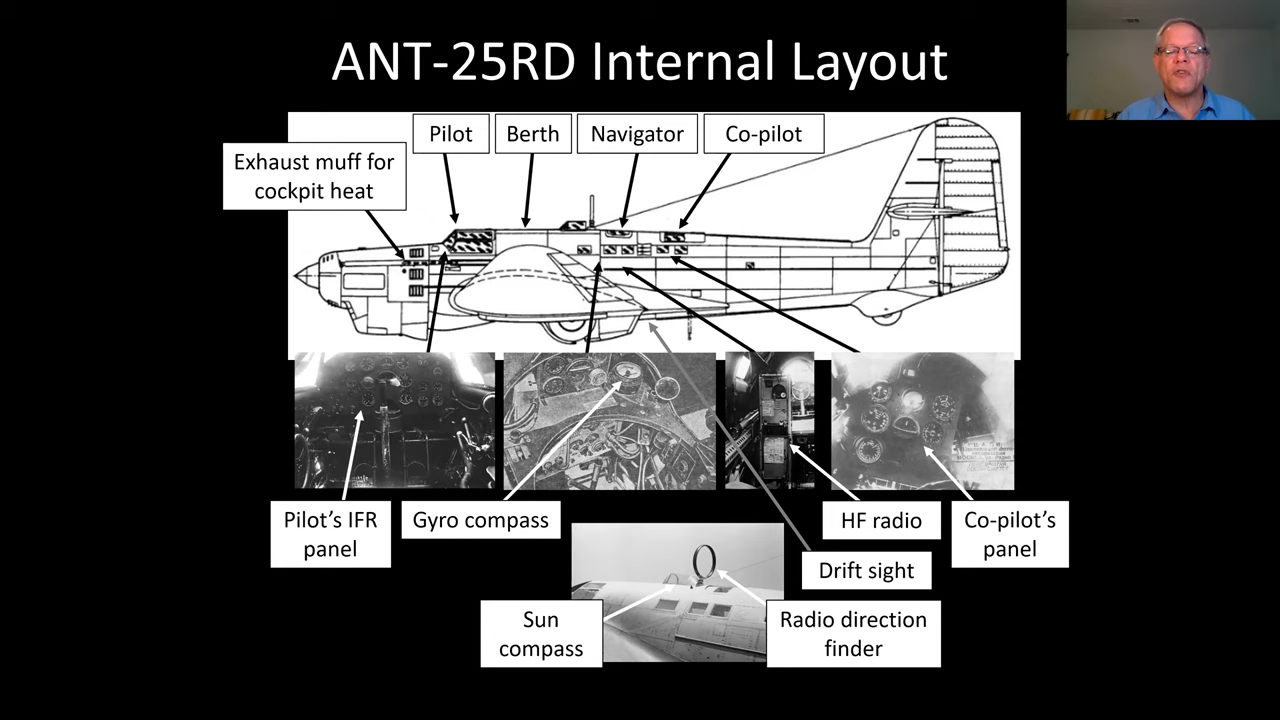 ANT-25RD Internal Layout
Pilot
Berth
Navigator
Co-pilot
Exhaust muff for
cockpit heat
Pilot’s IFR
panel
Gyro compass
HF radio
Co-pilot’s
panel
Drift sight
Sun
compass
Radio direction
finder